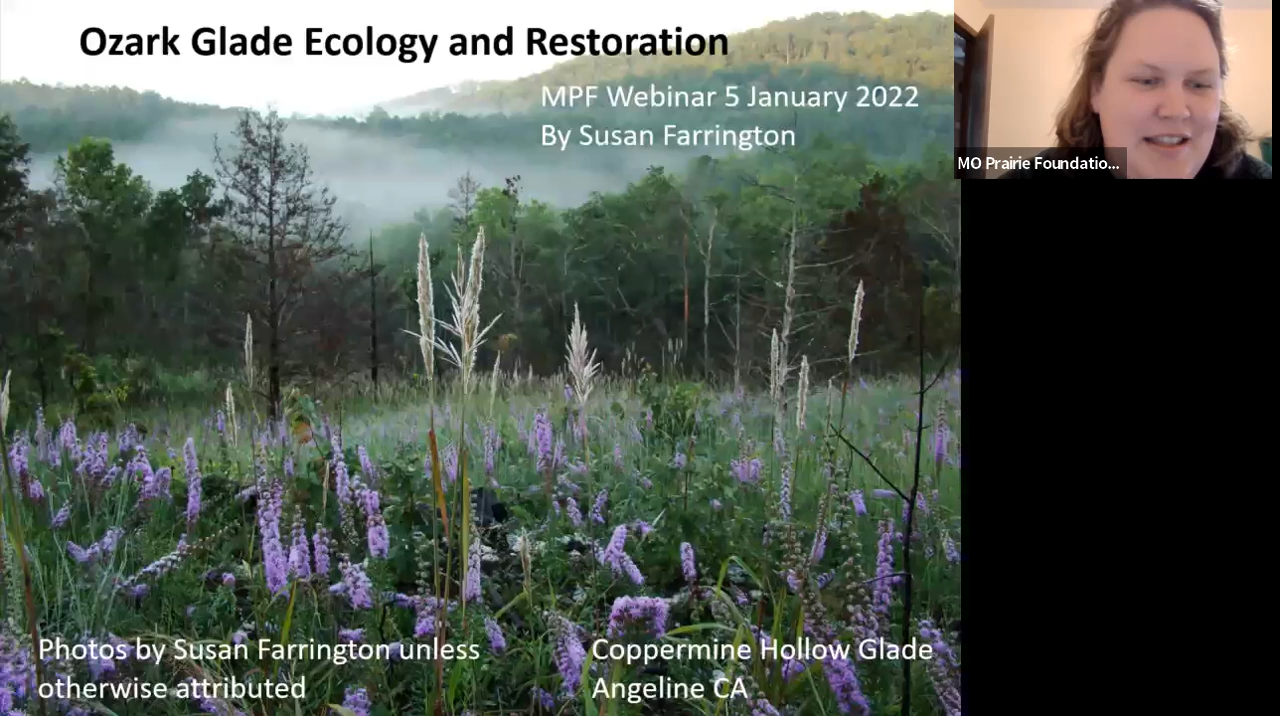 Ozark Glade Ecology and Restoration
MPF Webinar 5 January 2022
By Susan Farrington
MO Prairie Foundatio...
Photos by Susan Farrington unless
otherwise attributed
Coppermine Hollow Glade
Angeline CA